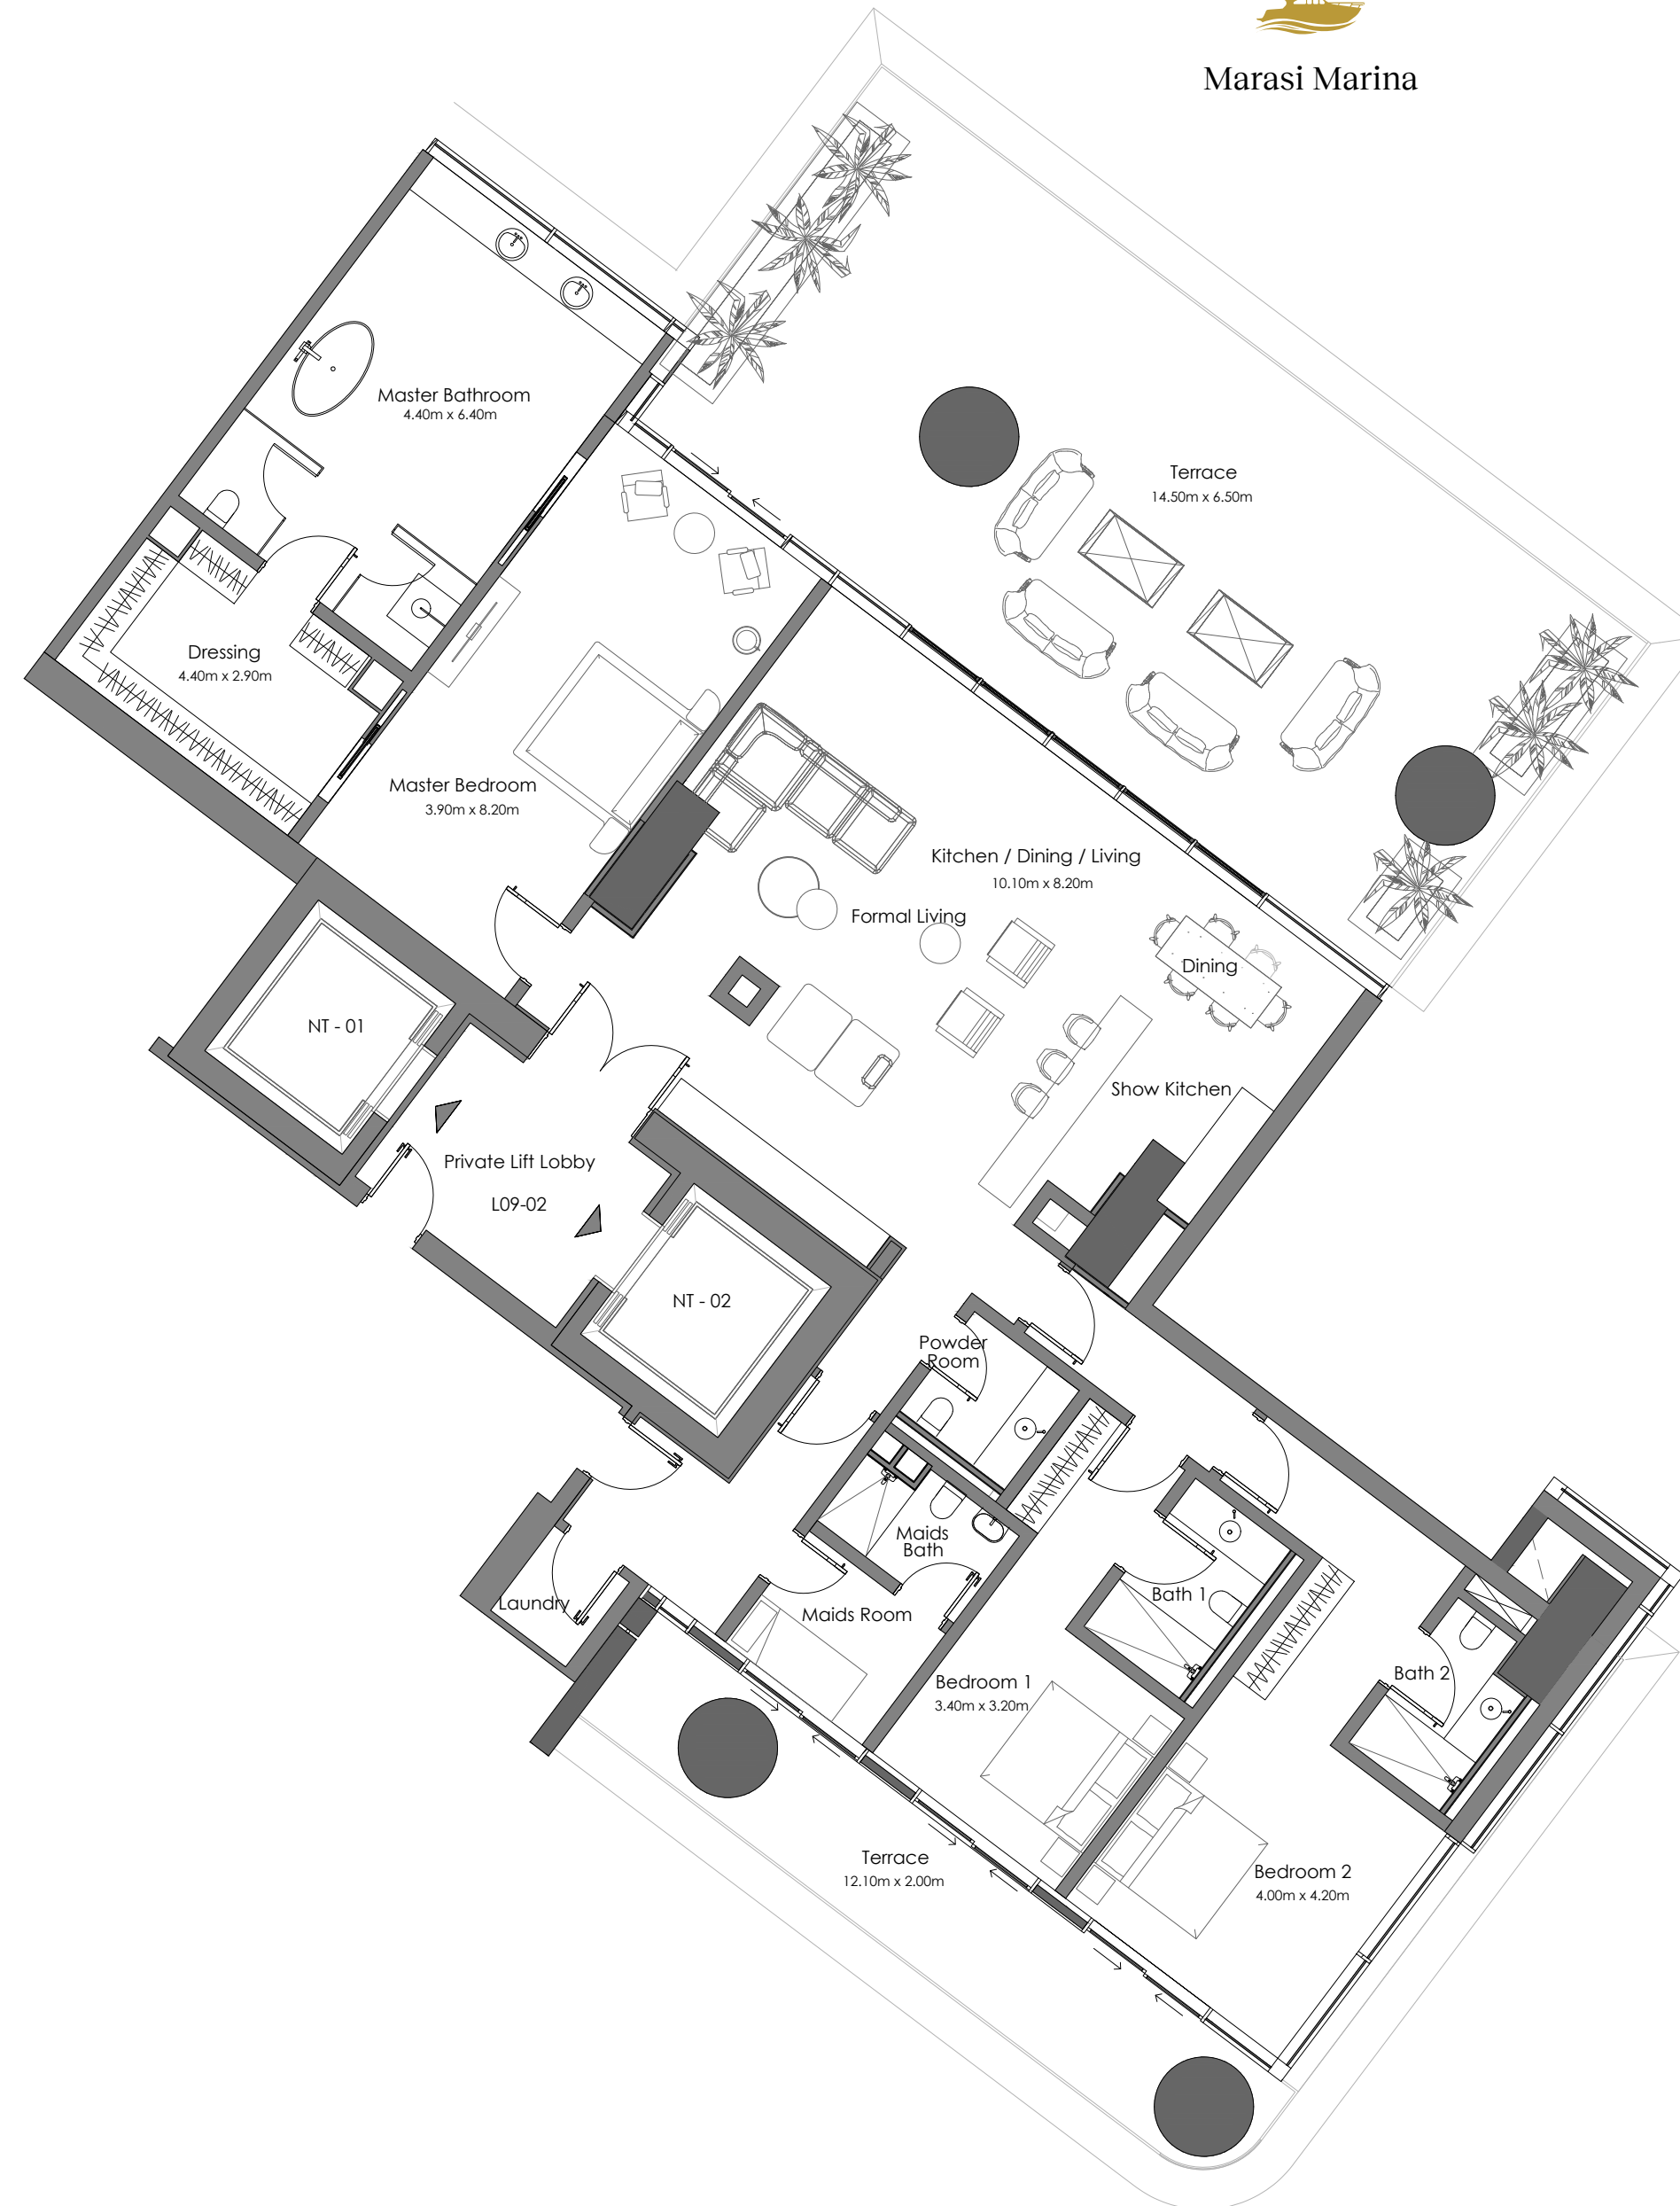 Marasi Marina
Master Bathroom
4.40m x 6.40m
Terrace
14.50m x 6.50m
Dressing
4.40m x 2.90m
Master Bedroom
3.90m x 8.20m
Kitchen / Dining / Living
10.10m x 8.20m
Formal Living
Dining
NT - 01
Show Kitchen
Private Lift Lobby
L09-02
NT - 02
Powder
Room
Maids
Bath
Laundry
Maids Room
Bath 1
Bedroom 1
3.40m x 3.20m
Bath 2
Terrace
12.10m x 2.00m
Bedroom 2
4.00m x 4.20m